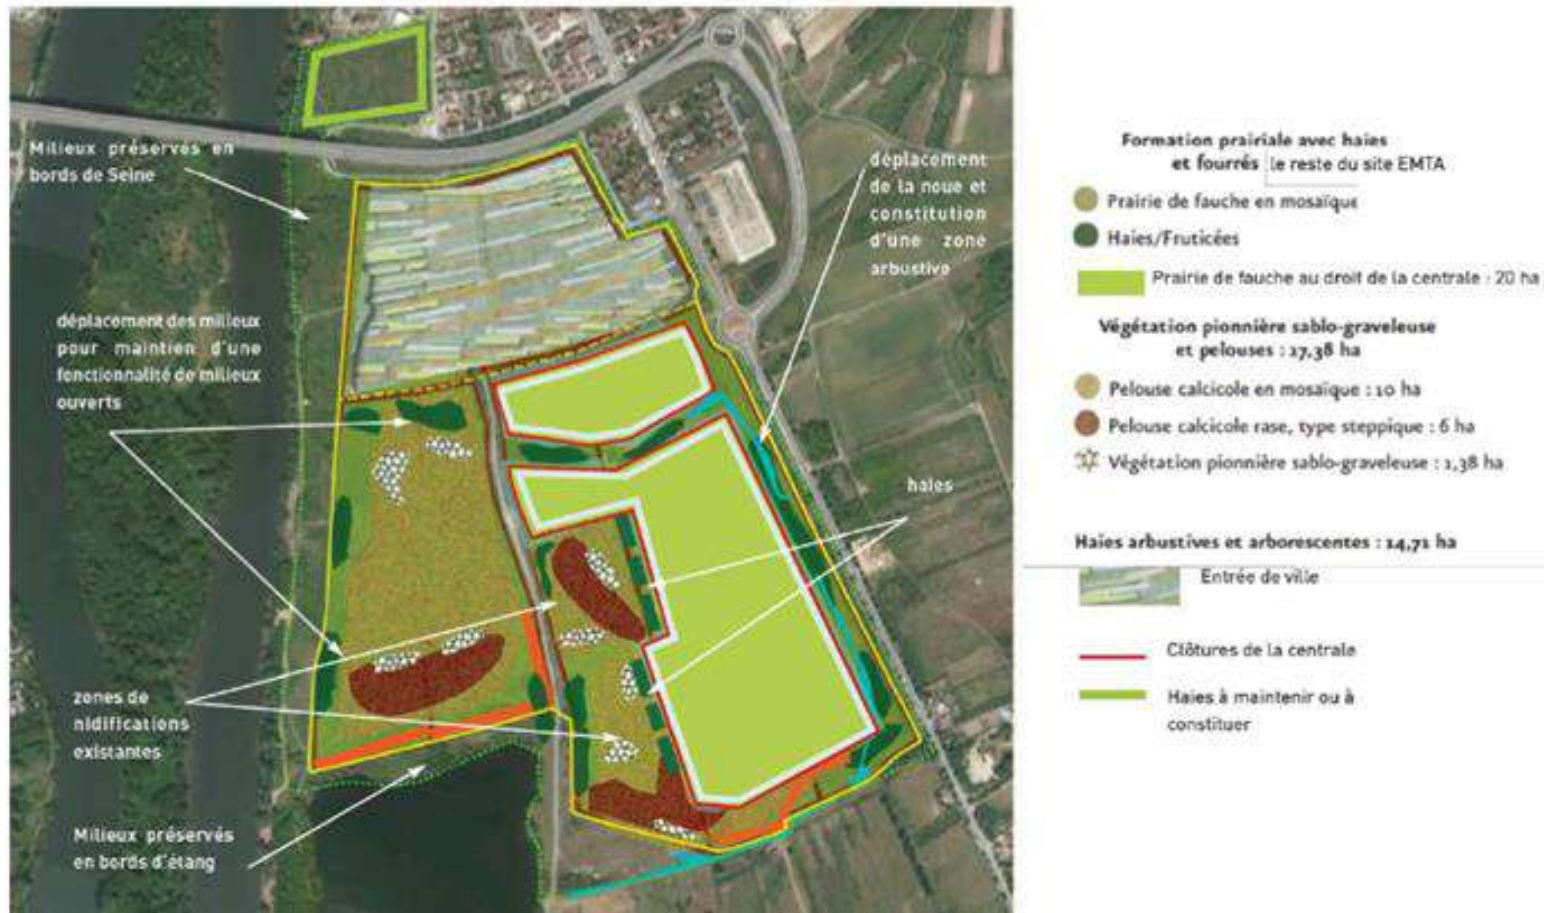 Milieux préservés en
bords de Seine
déplacement des milieux
pour maintien d'une
fonctionnalité de milieux
ouverts
zones de
nidifications
existantes
Milieux préservés
en bords d'étang
déplacement
de la noue et
constitution
d'une zone
arbustive
haies
Formation prairiale avec haies
et fourrés le reste du site EMTA
Prairie de fauche en mosaïque
Haies/Fruticées
Prairie de fauche au droit de la centrale : 20 ha
Végétation pionnière sablo-graveleuse
et pelouses : 17,38 ha
Pelouse calcicole en mosaïque : 10 ha
Pelouse calcicole rase, type steppique : 6 ha
Végétation pionnière sablo-graveleuse : 1,38 ha
Haies arbustives et arborescentes : 14,71 ha
Entrée de ville
Clôtures de la centrale
Haies à maintenir ou à
constituer